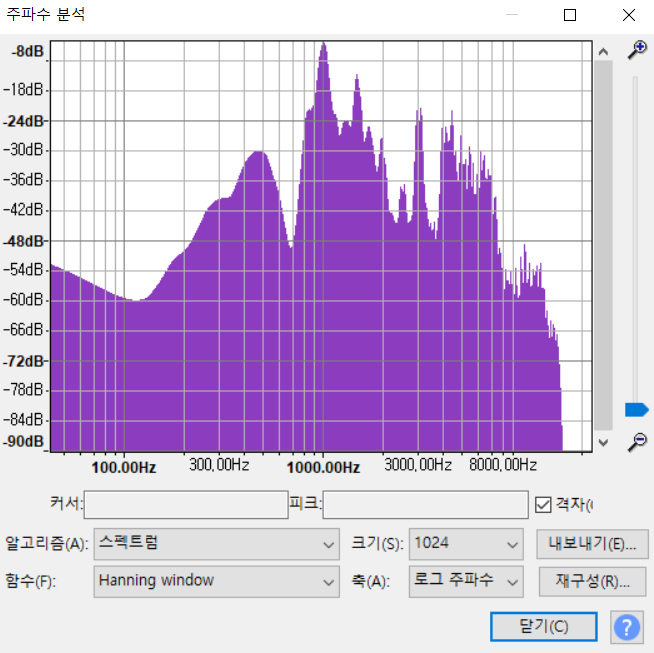 주파수 분석
-8dB
-18dB
-24dB
-30dB
-36dB
-42dB
-48dB
-54dB
-60dB
-66dB
-72dB
-78dB
-84dB
-90dB
100.00Hz 300.00Hz 1000.00Hz 3000.00Hz 8000.00Hz
커서: 피크: 격자(
알고리즘(A): 스펙트럼 크기(S): 1024 내보내기(E)...
함수(F): Hanning window 축(A): 로그 주파수 재구성(R)...
닫기(C) ?